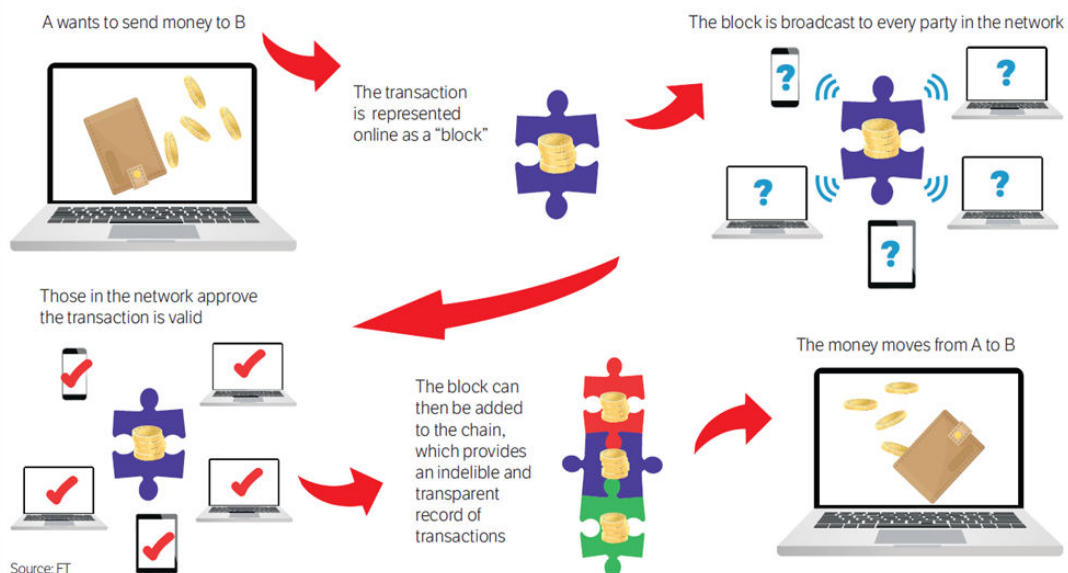 A wants to send money to B
The transaction
is represented
online as a “block”
The block is broadcast to every party in the network
?
?
?
?
?
Those in the network approve
the transaction is valid
The block can
then be added
to the chain,
which provides
an indelible and
transparent
record of
transactions
The money moves from A to B
Source: FT